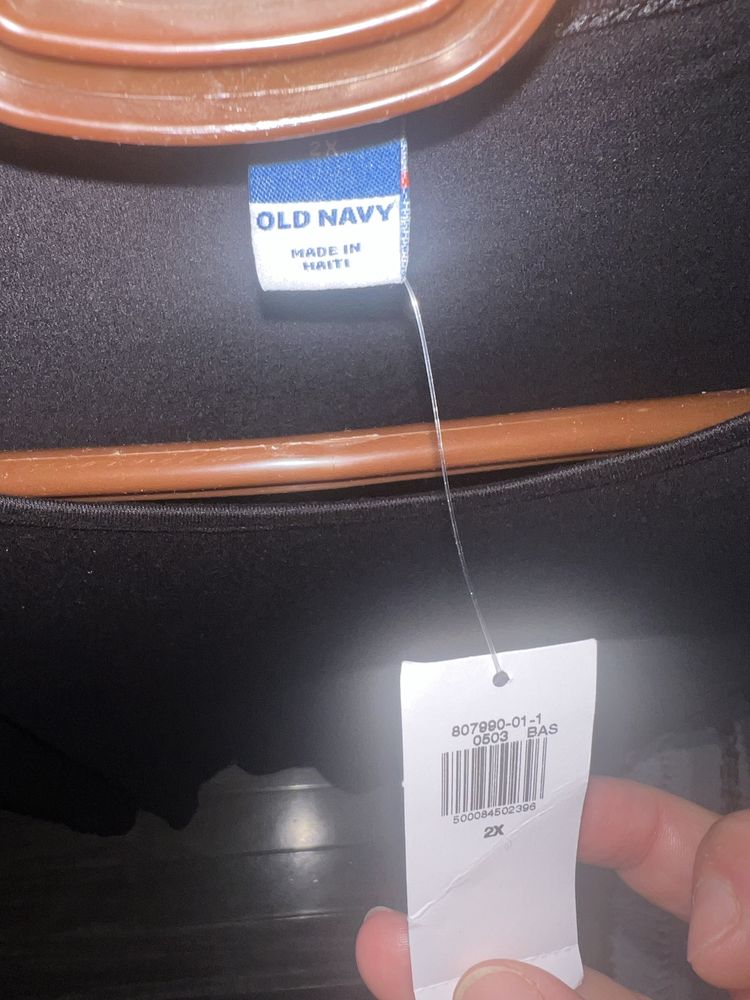 2X
OLD NAVY
MADE IN
HAITI
807990-01-1
0503 BAS
500084502396
2X